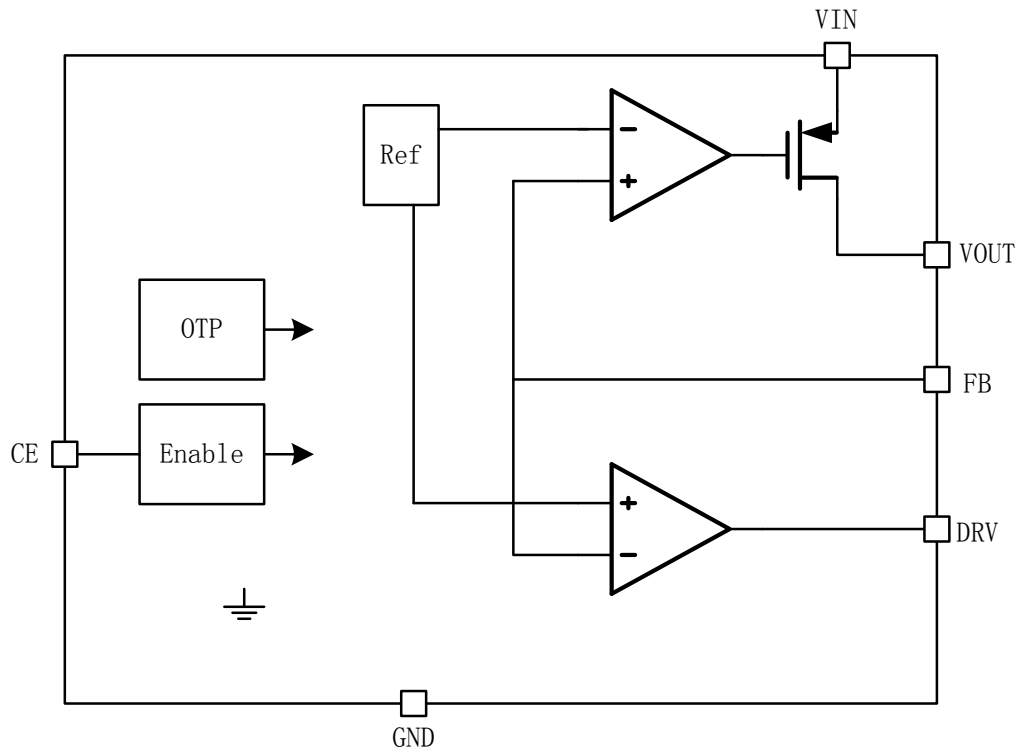 VIN
Ref
−
+
VOUT
OTP
FB
CE
Enable
+
−
DRV
GND